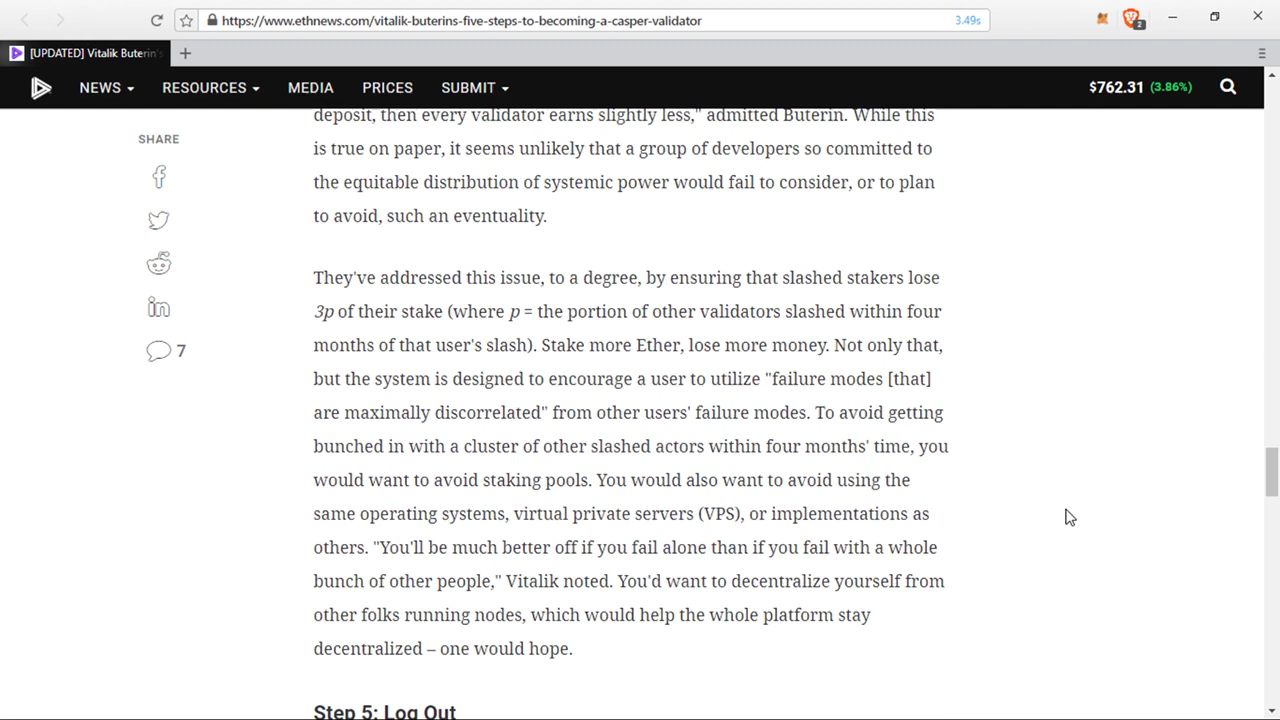 https://www.ethnews.com/vitalik-buterins-five-steps-to-becoming-a-casper-validator
3.49s
2
[UPDATED] Vitalik Buterin's
NEWS
RESOURCES
MEDIA
PRICES
SUBMIT
$762.31 (3.86%)
SHARE
7
deposit, then every validator earns slightly less," admitted Buterin. While this
is true on paper, it seems unlikely that a group of developers so committed to
the equitable distribution of systemic power would fail to consider, or to plan
to avoid, such an eventuality.
They've addressed this issue, to a degree, by ensuring that slashed stakers lose
3p of their stake (where p = the portion of other validators slashed within four
months of that user's slash). Stake more Ether, lose more money. Not only that,
but the system is designed to encourage a user to utilize "failure modes [that]
are maximally discorrelated" from other users' failure modes. To avoid getting
bunched in with a cluster of other slashed actors within four months' time, you
would want to avoid staking pools. You would also want to avoid using the
same operating systems, virtual private servers (VPS), or implementations as
others. "You'll be much better off if you fail alone than if you fail with a whole
bunch of other people," Vitalik noted. You'd want to decentralize yourself from
other folks running nodes, which would help the whole platform stay
decentralized – one would hope.
Step 5: Log Out